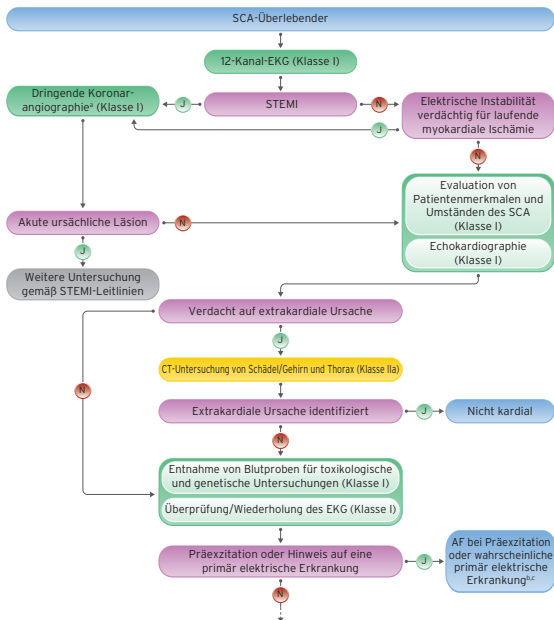 SCA-Überlebender
12-Kanal-EKG (Klasse I)
Dringende Koronar-
angiographieᵃ (Klasse I)
J
STEMI
N
Elektrische Instabilität
verdächtig für laufende
myokardiale Ischämie
J
N
Evaluation von
Patientenmerkmalen und
Umständen des SCA
(Klasse I)
Echokardiographie
(Klasse I)
Akute ursächliche Läsion
N
J
Weitere Untersuchung
gemäß STEMI-Leitlinien
Verdacht auf extrakardiale Ursache
J
CT-Untersuchung von Schädel/Gehirn und Thorax (Klasse IIa)
N
Extrakardiale Ursache identifiziert
J
Nicht kardial
N
Entnahme von Blutproben für toxikologische
und genetische Untersuchungen (Klasse I)
Überprüfung/Wiederholung des EKG (Klasse I)
Präexzitation oder Hinweis auf eine
primär elektrische Erkrankung
J
AF bei Präexzitation
oder wahrscheinliche
primär elektrische
Erkrankungᵇ,ᶜ
N